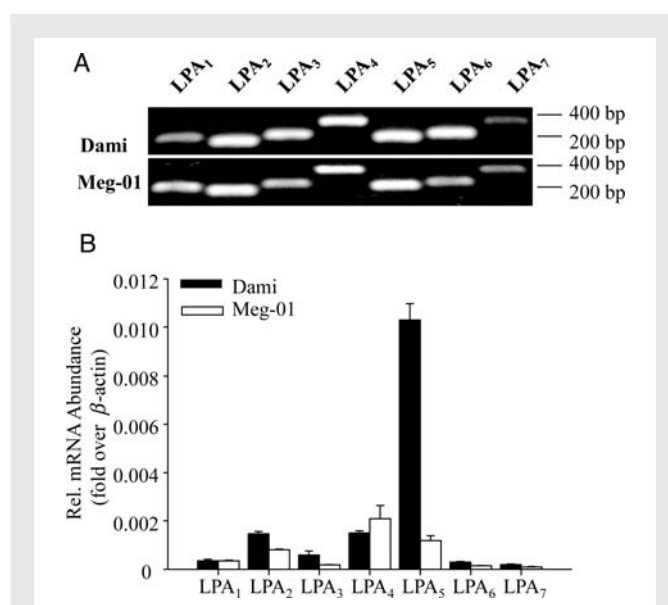 A
LPA₁ LPA₂ LPA₃ LPA₄ LPA₅ LPA₆ LPA₇
Dami
400 bp
200 bp
Meg-01
400 bp
200 bp
B
Rel. mRNA Abundance
(fold over β-actin)
0.012
0.010
0.008
0.006
0.004
0.002
0
Dami
Meg-01
LPA₁ LPA₂ LPA₃ LPA₄ LPA₅ LPA₆ LPA₇